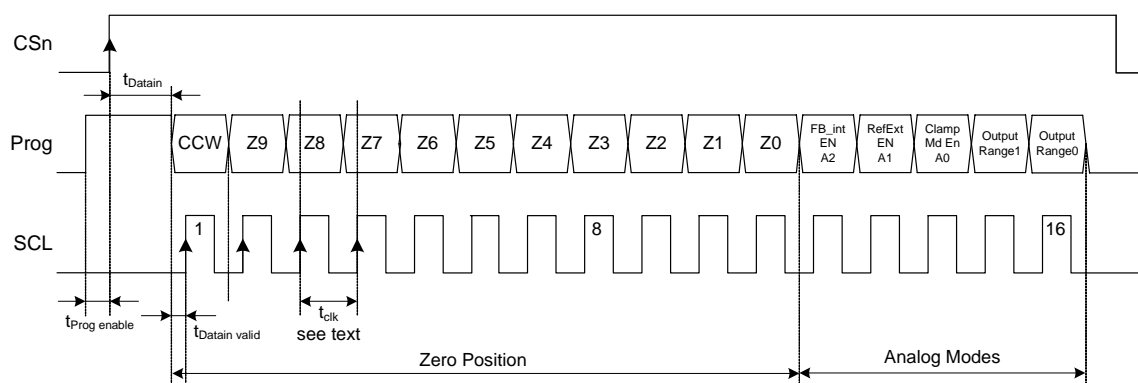 CSn
tDatain
Prog
CCW
Z9
Z8
Z7
Z6
Z5
Z4
Z3
Z2
Z1
Z0
FB_int
EN
A2
RefExt
EN
A1
Clamp
Md En
A0
Output
Range1
Output
Range0
SCL
1
8
16
tProg enable
tDatain valid
tclk
see text
Zero Position
Analog Modes